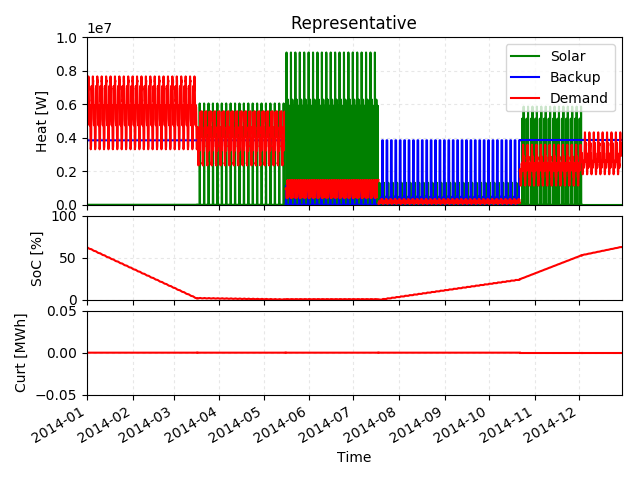 Representative
1e7
1.0
0.8
0.6
0.4
0.2
0.0
Heat [W]
Solar
Backup
Demand
100
50
0
SoC [%]
0.05
0.00
−0.05
Curt [MWh]
2014-01
2014-02
2014-03
2014-04
2014-05
2014-06
2014-07
2014-08
2014-09
2014-10
2014-11
2014-12
Time